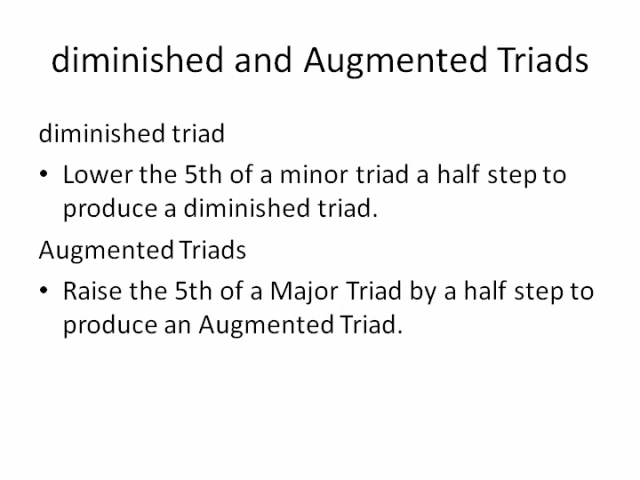 diminished and Augmented Triads
diminished triad
• Lower the 5th of a minor triad a half step to
produce a diminished triad.
Augmented Triads
• Raise the 5th of a Major Triad by a half step to
produce an Augmented Triad.